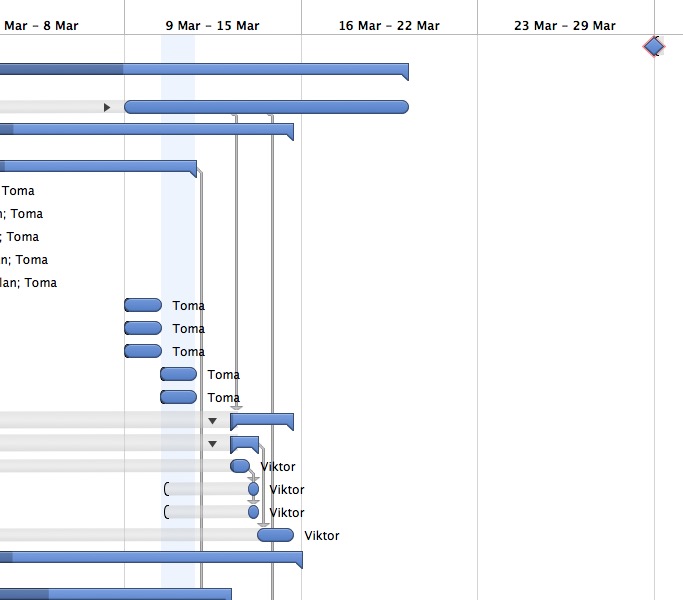 Mar – 8 Mar 9 Mar – 15 Mar 16 Mar – 22 Mar 23 Mar – 29 Mar
Toma
; Toma
; Toma
n; Toma
lan; Toma
Toma
Toma
Toma
Toma
Toma
Viktor
Viktor
Viktor
Viktor